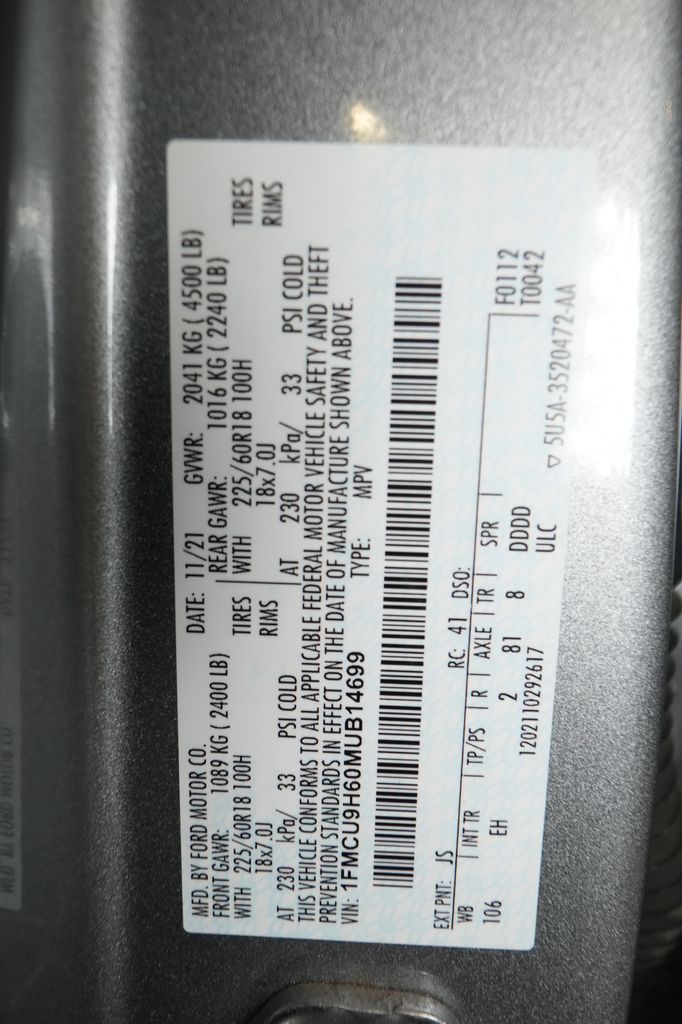 MFD. BY FORD MOTOR CO. DATE: 11/21 GVWR: 2041 KG ( 4500 LB)
FRONT GAWR: 1089 KG ( 2400 LB) REAR GAWR: 1016 KG ( 2240 LB)
WITH 225/60R18 100H TIRES WITH 225/60R18 100H TIRES
18x7.0J RIMS 18x7.0J RIMS
AT 230 kPa/ 33 PSI COLD AT 230 kPa/ 33 PSI COLD
THIS VEHICLE CONFORMS TO ALL APPLICABLE FEDERAL MOTOR VEHICLE SAFETY AND THEFT
PREVENTION STANDARDS IN EFFECT ON THE DATE OF MANUFACTURE SHOWN ABOVE.
VIN: 1FMCU9H60MUB14699 TYPE: MPV
EXT PNT: JS RC: 41 DSO:
WB INT TR TP/PS R AXLE TR SPR F0112
106 EH 2 81 8 DDDD T0042
1202110292617 ULC 5U5A-3520472-AA